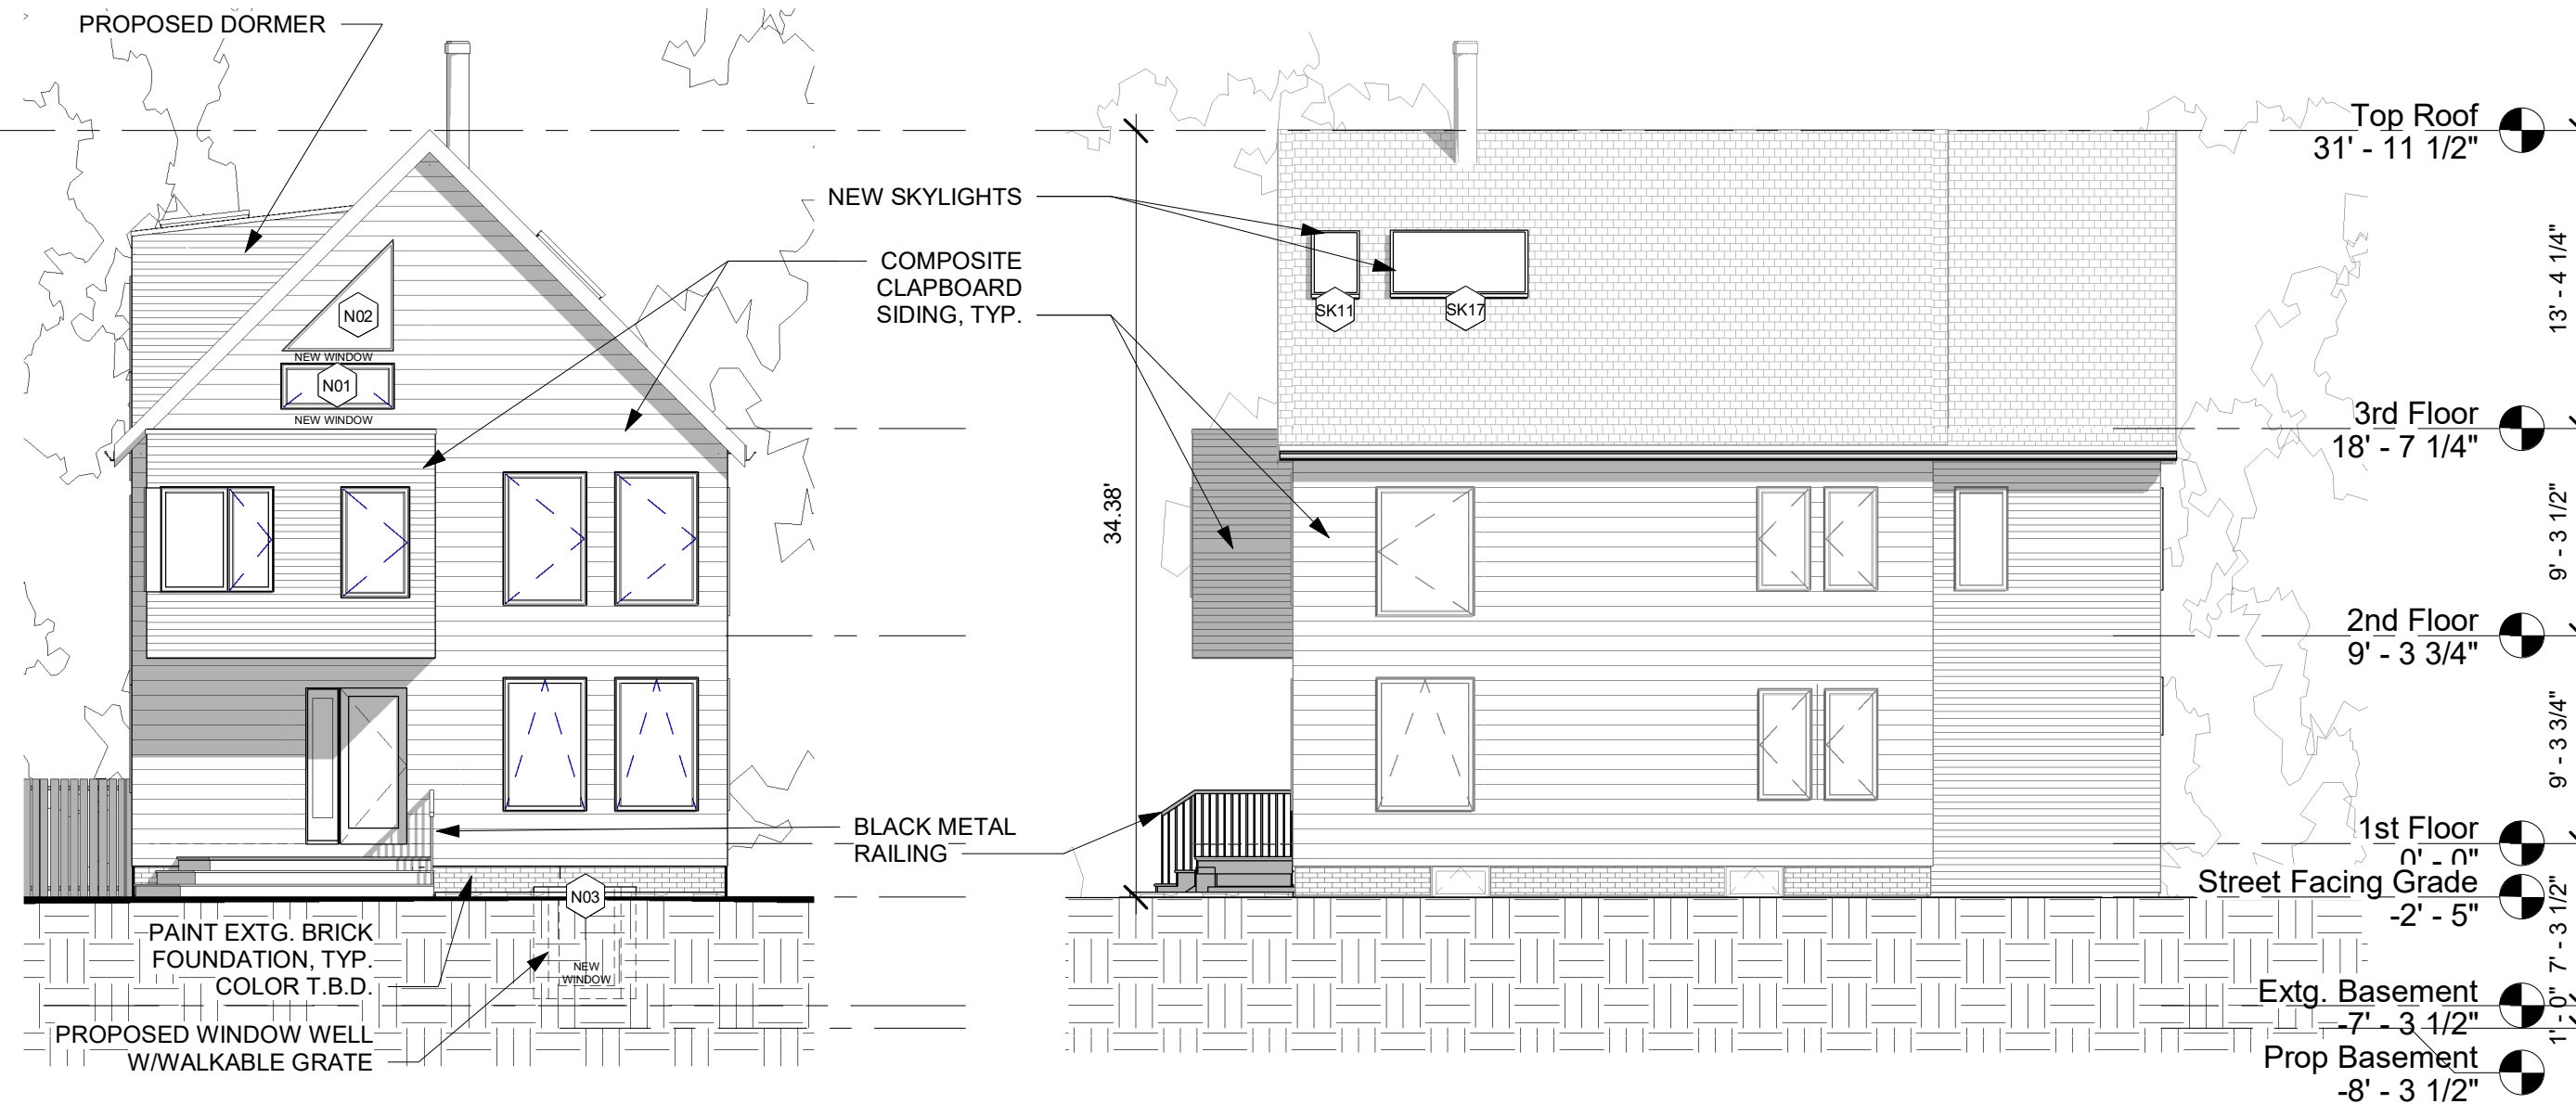 PROPOSED DORMER
N02
NEW WINDOW
N01
NEW WINDOW
NEW SKYLIGHTS
COMPOSITE
CLAPBOARD
SIDING, TYP.
BLACK METAL
RAILING
N03
NEW
WINDOW
PAINT EXTG. BRICK
FOUNDATION, TYP.
COLOR T.B.D.
PROPOSED WINDOW WELL
W/WALKABLE GRATE
34.38'
SK11
SK17
Top Roof
31' - 11 1/2"
13' - 4 1/4"
3rd Floor
18' - 7 1/4"
9' - 3 1/2"
2nd Floor
9' - 3 3/4"
9' - 3 3/4"
1st Floor
0' - 0"
Street Facing Grade
-2' - 5"
7' - 3 1/2"
Extg. Basement
-7' - 3 1/2"
1' - 0"
Prop Basement
-8' - 3 1/2"